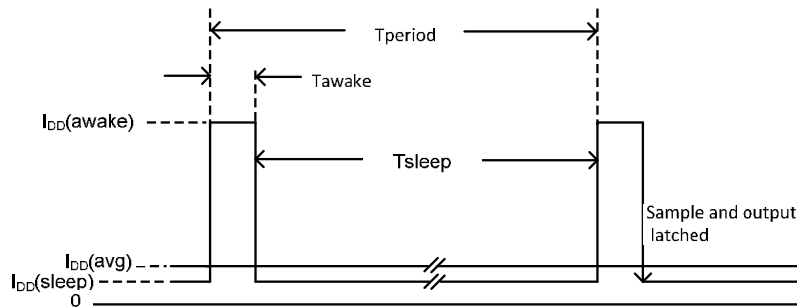 Tperiod
Tawake
IDD(awake)
Tsleep
Sample and output
latched
IDD(avg)
IDD(sleep)
0